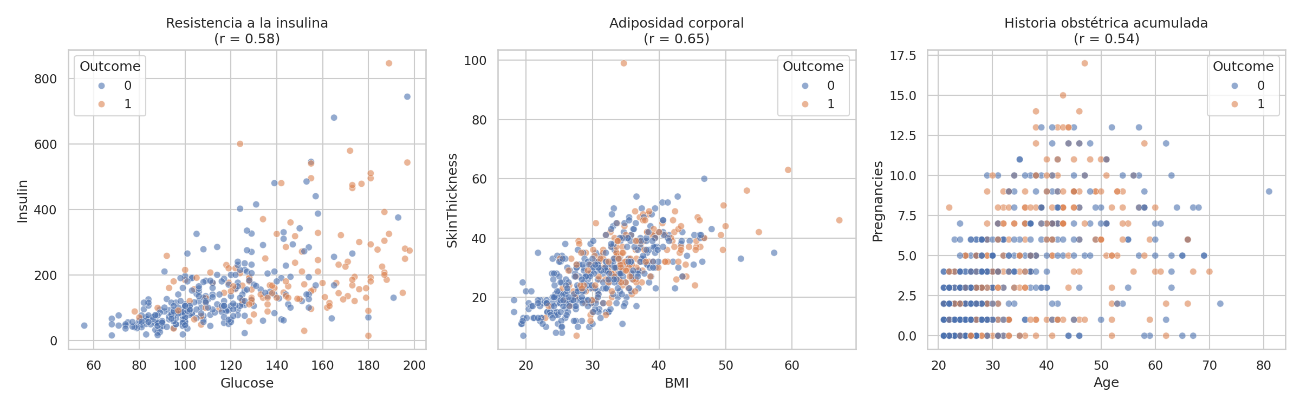 Resistencia a la insulina
(r = 0.58)
Outcome
0
1
800
600
400
200
0
Insulin
60 80 100 120 140 160 180 200
Glucose
Adiposidad corporal
(r = 0.65)
Outcome
0
1
100
80
60
40
20
SkinThickness
20 30 40 50 60
BMI
Historia obstétrica acumulada
(r = 0.54)
Outcome
0
1
17.5
15.0
12.5
10.0
7.5
5.0
2.5
0.0
Pregnancies
20 30 40 50 60 70 80
Age